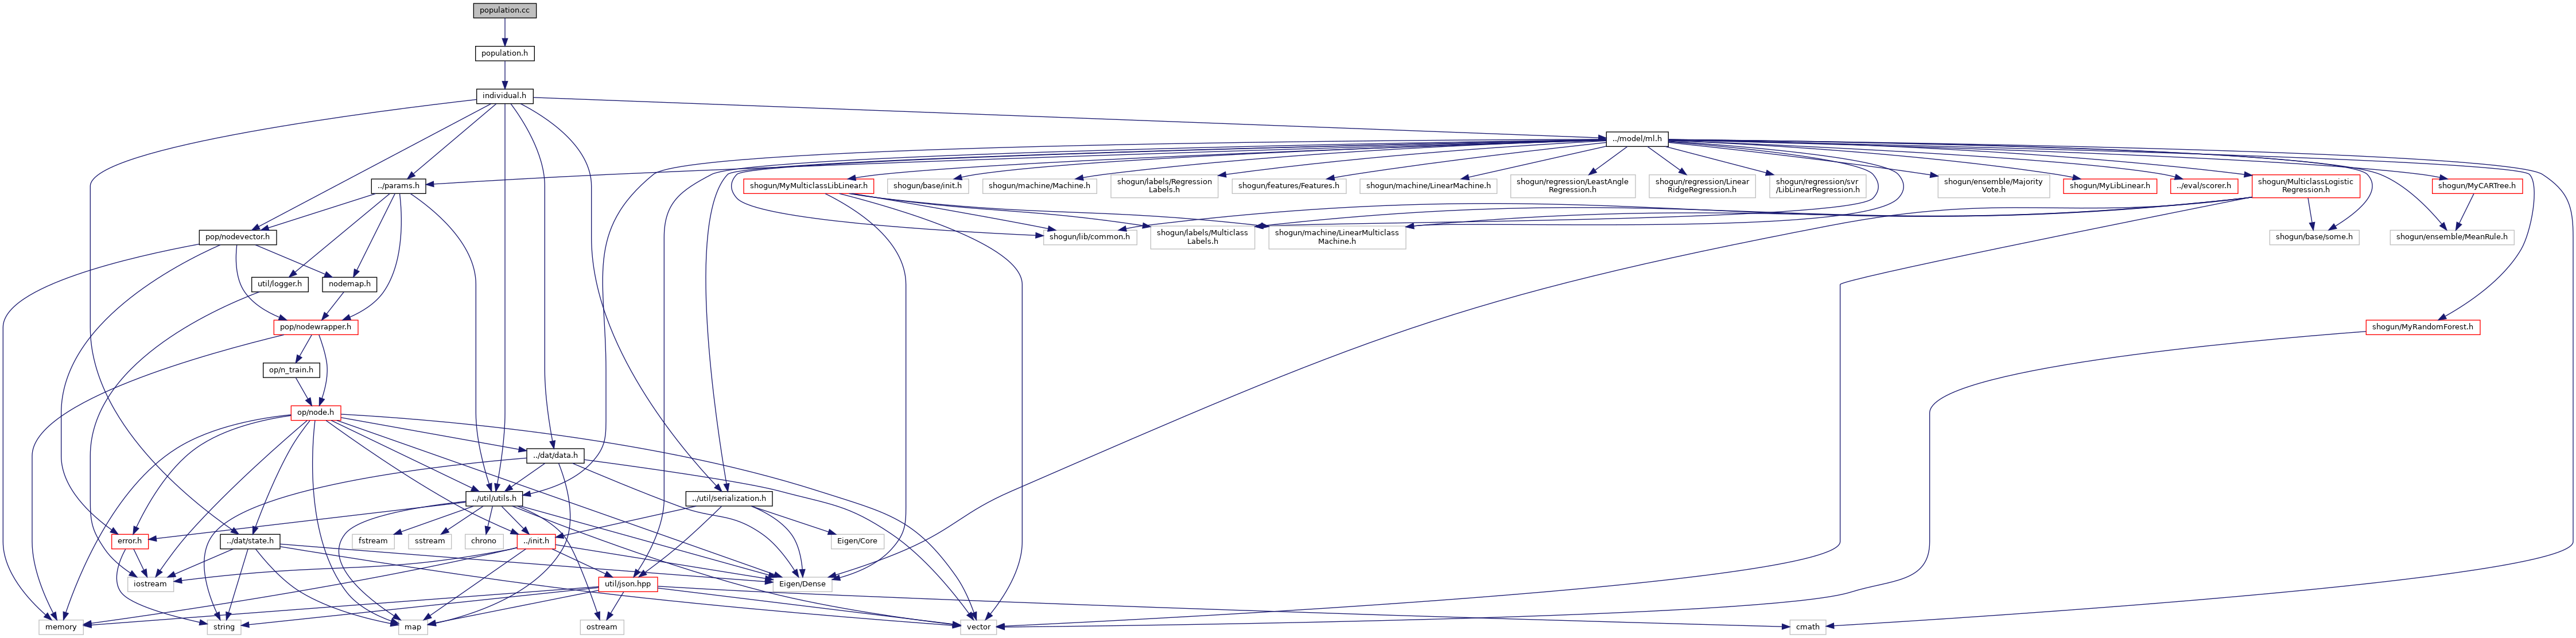 population.cc
population.h
individual.h
../model/ml.h
../params.h
shogun/MyMulticlassLibLinear.h
shogun/base/init.h
shogun/machine/Machine.h
shogun/labels/Regression
Labels.h
shogun/features/Features.h
shogun/machine/LinearMachine.h
shogun/regression/LeastAngle
Regression.h
shogun/regression/Linear
RidgeRegression.h
shogun/regression/svr
/LibLinearRegression.h
shogun/ensemble/Majority
Vote.h
shogun/MyLibLinear.h
../eval/scorer.h
shogun/MulticlassLogistic
Regression.h
shogun/MyCARTree.h
pop/nodevector.h
shogun/lib/common.h
shogun/labels/Multiclass
Labels.h
shogun/machine/LinearMulticlass
Machine.h
shogun/base/some.h
shogun/ensemble/MeanRule.h
util/logger.h
nodemap.h
pop/nodewrapper.h
shogun/MyRandomForest.h
op/n_train.h
op/node.h
../dat/data.h
../util/utils.h
../util/serialization.h
error.h
../dat/state.h
fstream
sstream
chrono
../init.h
Eigen/Core
iostream
util/json.hpp
Eigen/Dense
memory
string
map
ostream
vector
cmath